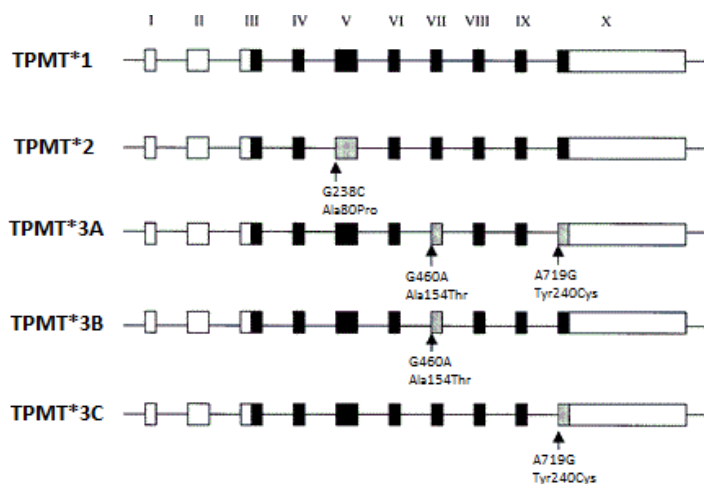 I II III IV V VI VII VIII IX X
TPMT*1
TPMT*2
G238C
Ala80Pro
TPMT*3A
G460A
Ala154Thr
A719G
Tyr240Cys
TPMT*3B
G460A
Ala154Thr
TPMT*3C
A719G
Tyr240Cys